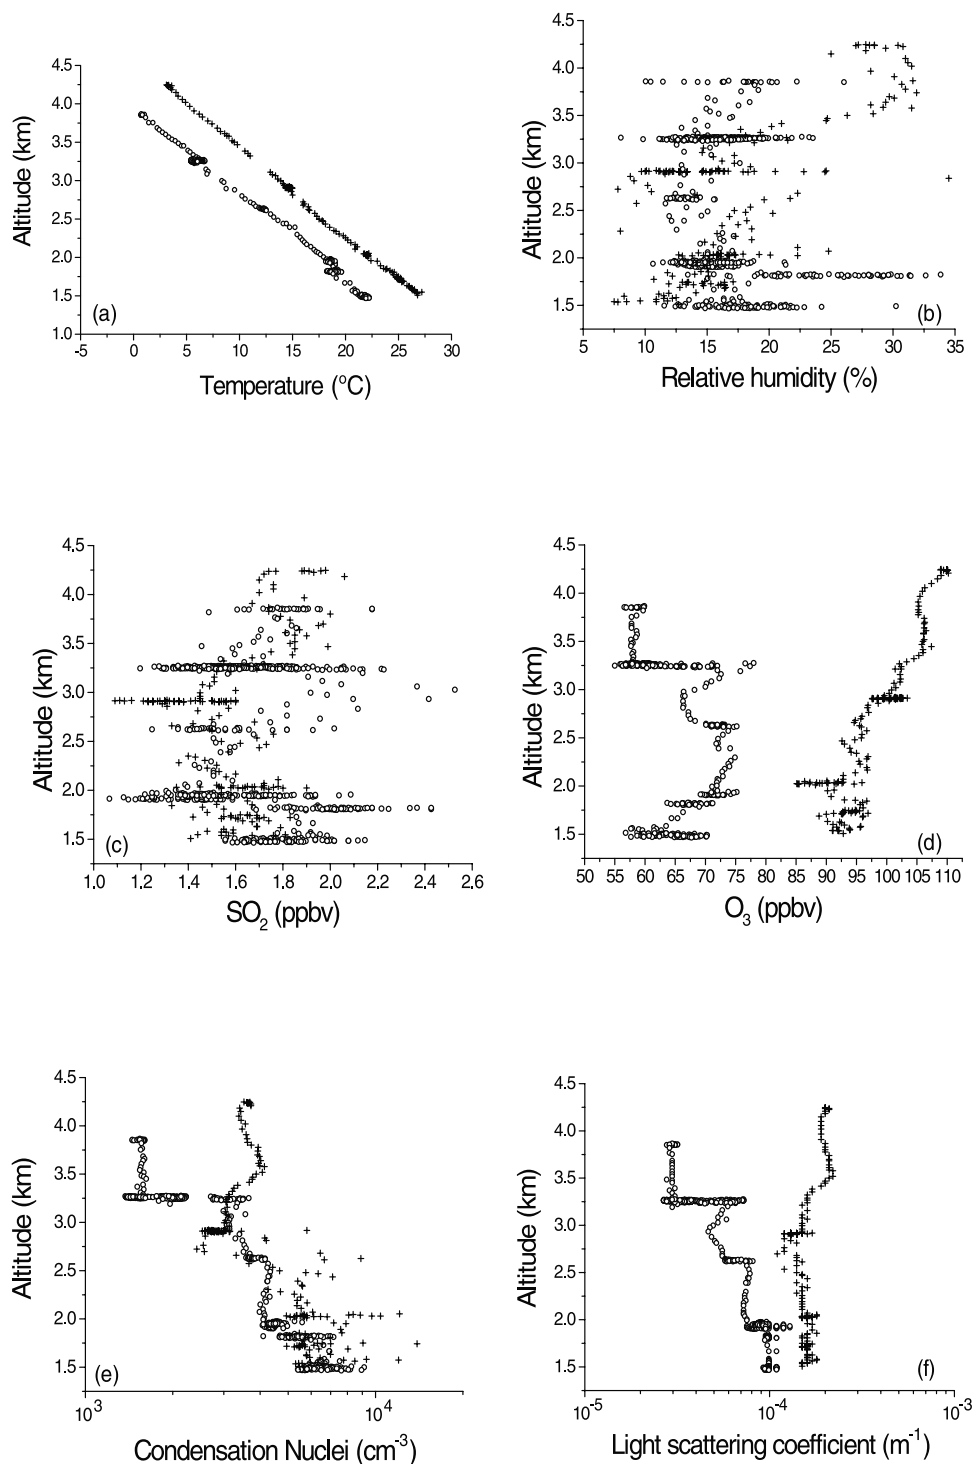 4.5
4.0
3.5
3.0
2.5
2.0
1.5
1.0
Altitude (km)
(a)
-5 0 5 10 15 20 25 30
Temperature (°C)
4.5
4.0
3.5
3.0
2.5
2.0
1.5
Altitude (km)
(b)
5 10 15 20 25 30 35
Relative humidity (%)
4.5
4.0
3.5
3.0
2.5
2.0
1.5
Altitude (km)
(c)
1.0 1.2 1.4 1.6 1.8 2.0 2.2 2.4 2.6
SO2 (ppbv)
4.5
4.0
3.5
3.0
2.5
2.0
1.5
Altitude (km)
(d)
50 55 60 65 70 75 80 85 90 95 100 105 110
O3 (ppbv)
4.5
4.0
3.5
3.0
2.5
2.0
1.5
Altitude (km)
(e)
10^3 10^4
Condensation Nuclei (cm^-3)
4.5
4.0
3.5
3.0
2.5
2.0
1.5
Altitude (km)
(f)
10^-5 10^-4 10^-3
Light scattering coefficient (m^-1)